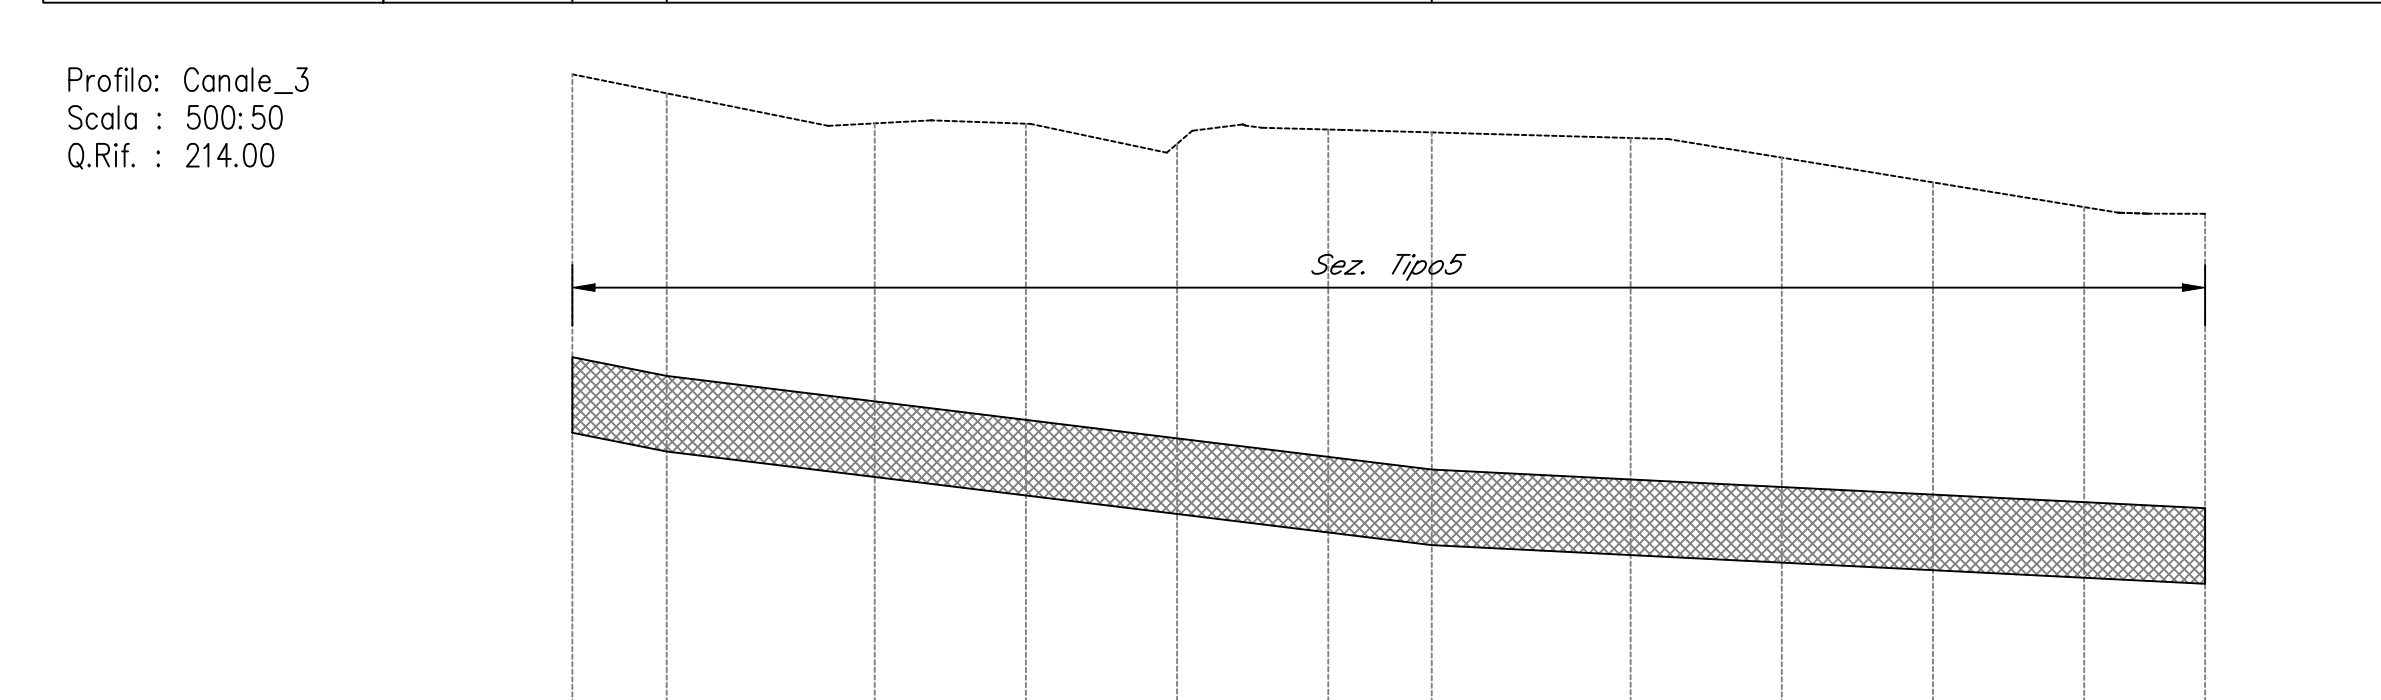 Profilo: Canale_3
Scala : 500:50
Q.Rif. : 214.00
Sez. Tipo5